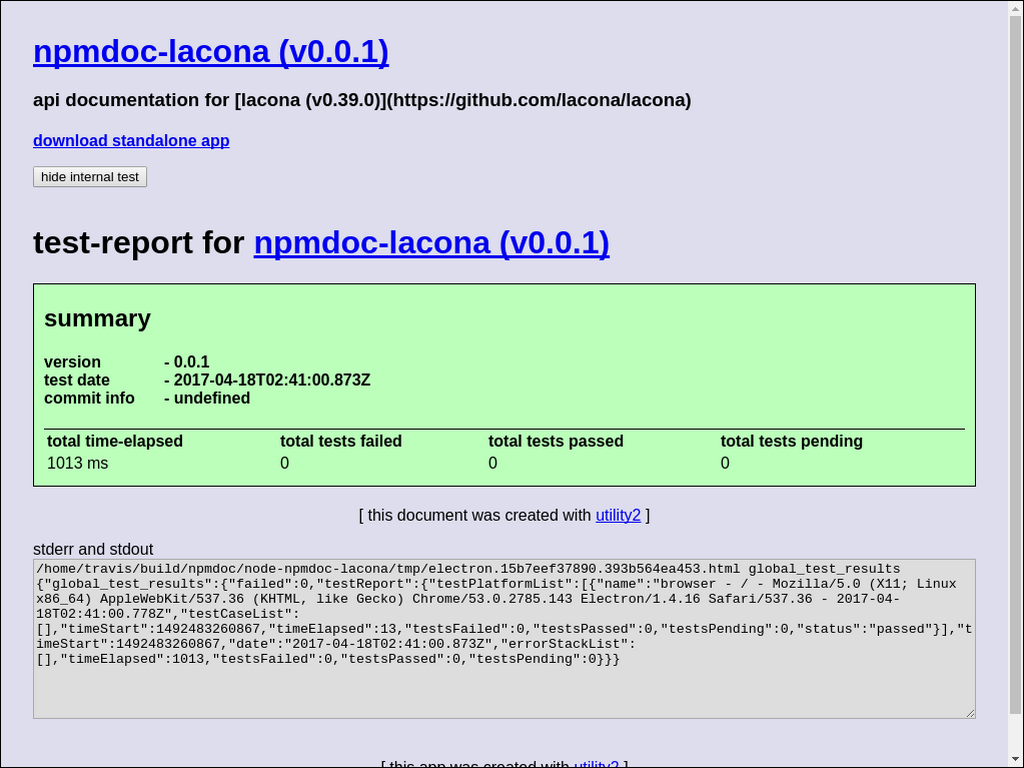 npmdoc-lacona (v0.0.1)
api documentation for [lacona (v0.39.0)](https://github.com/lacona/lacona)
download standalone app
hide internal test
test-report for npmdoc-lacona (v0.0.1)
summary
version - 0.0.1
test date - 2017-04-18T02:41:00.873Z
commit info - undefined
total time-elapsed total tests failed total tests passed total tests pending
1013 ms 0 0 0
[ this document was created with utility2 ]
stderr and stdout
/home/travis/build/npmdoc/node-npmdoc-lacona/tmp/electron.15b7eef37890.393b564ea453.html global_test_results
{"global_test_results":{"failed":0,"testReport":{"testPlatformList":[{"name":"browser - / - Mozilla/5.0 (X11; Linux
x86_64) AppleWebKit/537.36 (KHTML, like Gecko) Chrome/53.0.2785.143 Electron/1.4.16 Safari/537.36 - 2017-04-
18T02:41:00.778Z","testCaseList":
[],"timeStart":1492483260867,"timeElapsed":13,"testsFailed":0,"testsPassed":0,"testsPending":0,"status":"passed"}],"t
imeStart":1492483260867,"date":"2017-04-18T02:41:00.873Z","errorStackList":
[],"timeElapsed":1013,"testsFailed":0,"testsPassed":0,"testsPending":0}}}
[ this app was created with utility2 ]